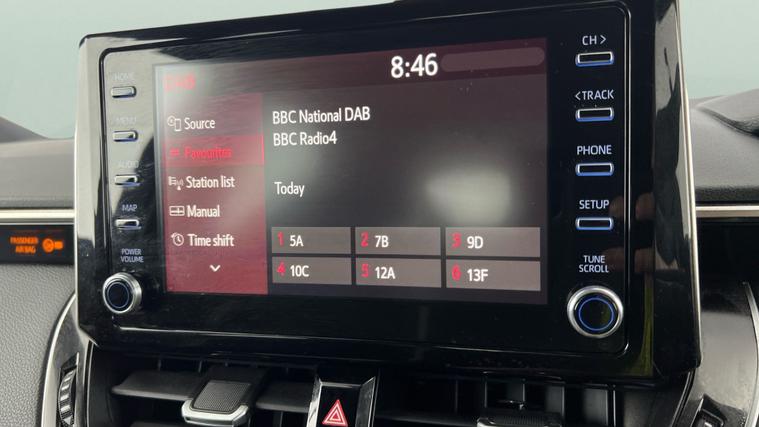 8:46
DAB
HOME
MENU
AUDIO
MAP
POWER
VOLUME
Source
Favourites
Station list
Manual
Time shift
BBC National DAB
BBC Radio4
Today
1 5A
2 7B
3 9D
4 10C
5 12A
6 13F
CH >
< TRACK
PHONE
SETUP
TUNE
SCROLL
PASSENGER
AIR BAG